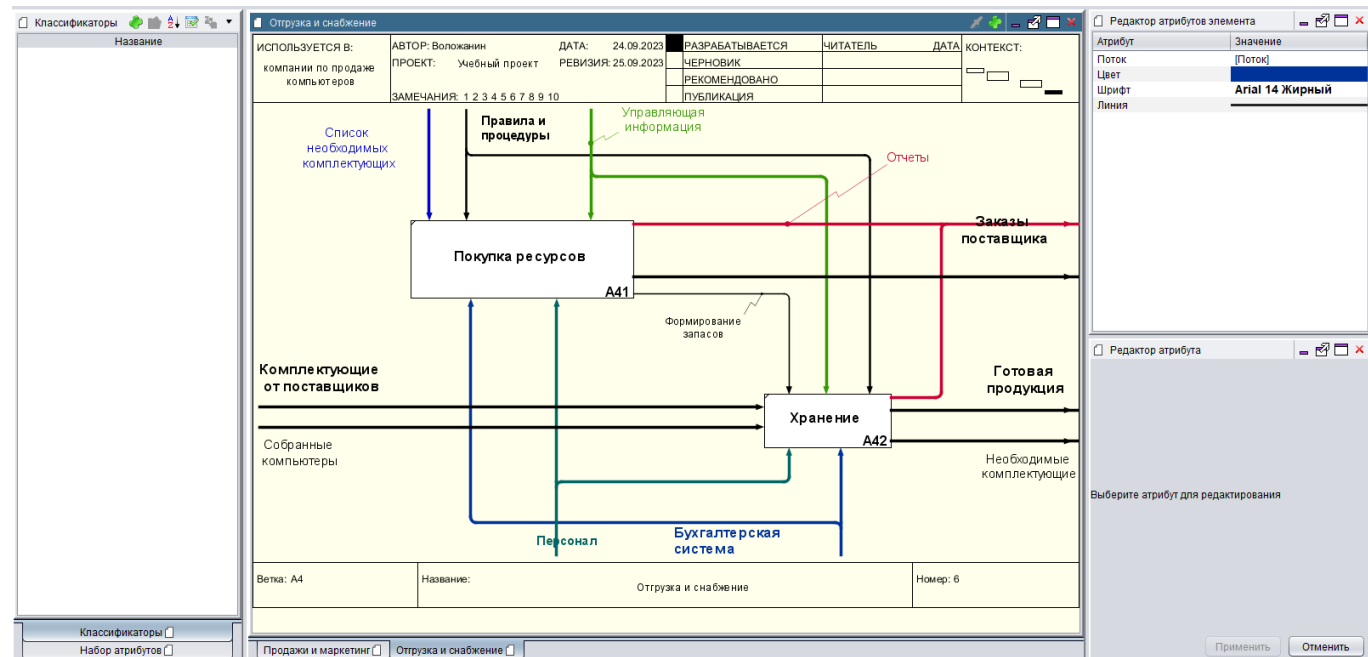 Классификаторы
Название
Классификаторы
Набор атрибутов
Отгрузка и снабжение
ИСПОЛЬЗУЕТСЯ В:
компании по продаже
компьютеров
АВТОР: Воложанин
ДАТА: 24.09.2023
ПРОЕКТ: Учебный проект
РЕВИЗИЯ: 25.09.2023
ЗАМЕЧАНИЯ: 1 2 3 4 5 6 7 8 9 10
РАЗРАБАТЫВАЕТСЯ
ЧЕРНОВИК
РЕКОМЕНДОВАНО
ПУБЛИКАЦИЯ
ЧИТАТЕЛЬ
ДАТА
КОНТЕКСТ:
Список
необходимых
комплектующих
Правила и
процедуры
Управляющая
информация
Отчеты
Заказы
поставщика
Покупка ресурсов
A41
Формирование
запасов
Комплектующие
от поставщиков
Готовая
продукция
Хранение
A42
Собранные
компьютеры
Необходимые
комплектующие
Персонал
Бухгалтерская
система
Ветка: A4
Название:
Отгрузка и снабжение
Номер: 6
Продажи и маркетинг
Отгрузка и снабжение
Редактор атрибутов элемента
Атрибут Значение
Поток [Поток]
Цвет
Шрифт Arial 14 Жирный
Линия
Редактор атрибута
Выберите атрибут для редактирования
Применить
Отменить